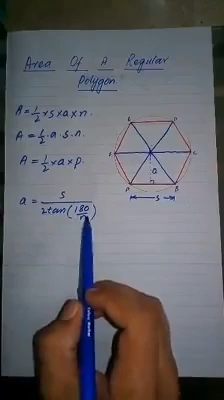 Area Of A Regular
Polygon.
A = 1/2 × s × a × n.
A = 1/2 . a . s . n.
A = 1/2 × a × p.
a = s / 2tan(180/n)
D
C
a
A
B
s